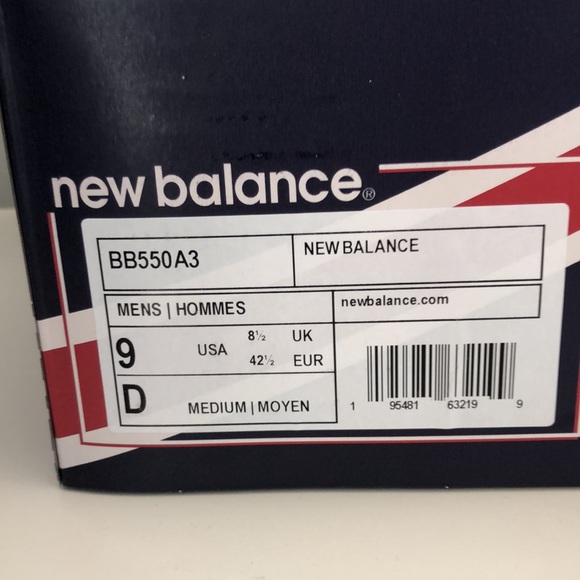 new balance®
BB550A3
NEW BALANCE
MENS | HOMMES
newbalance.com
9 USA 8½ UK
42½ EUR
D MEDIUM | MOYEN
1 95481 63219 9